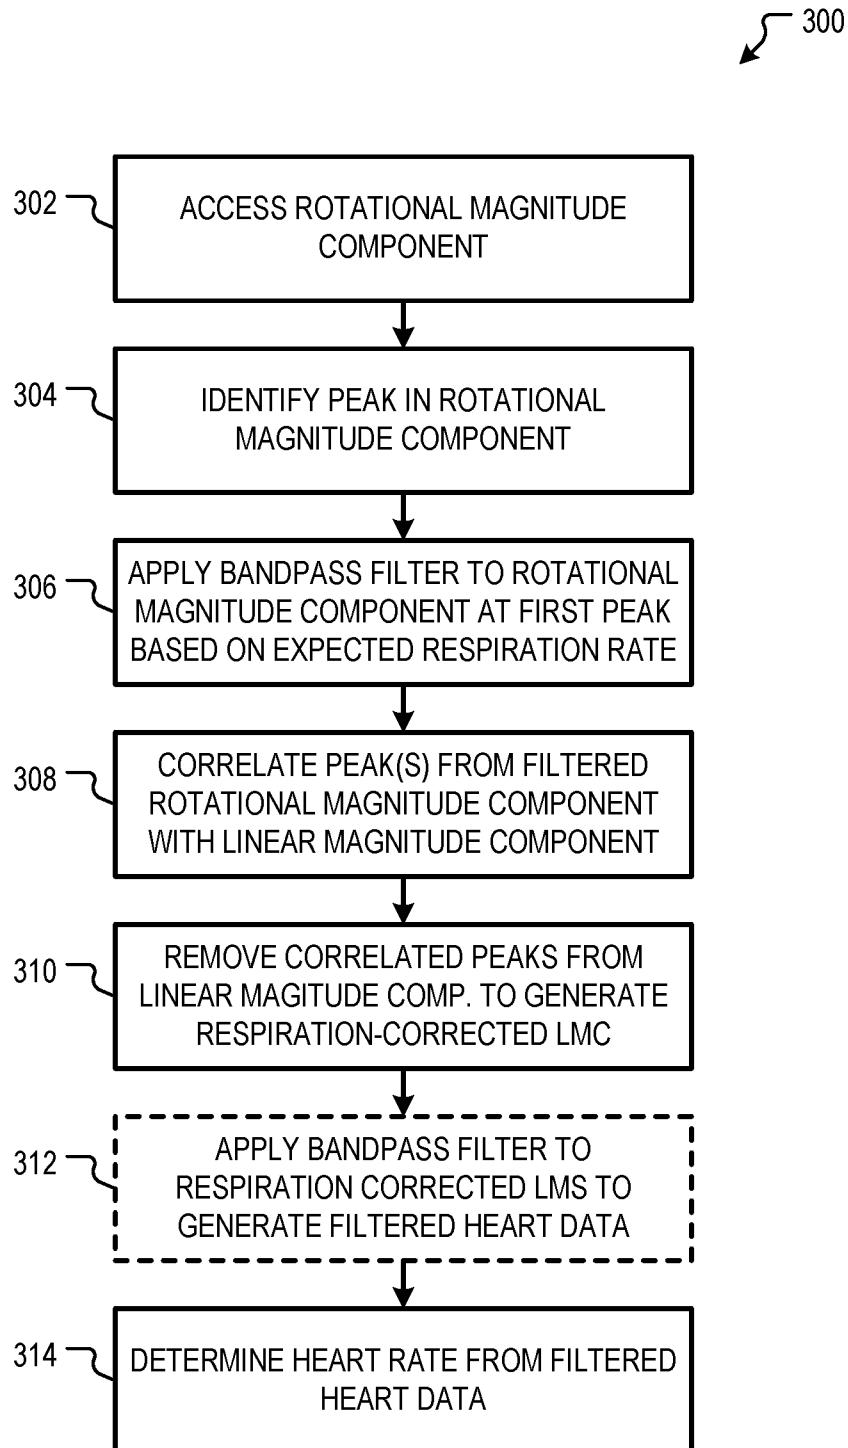 300
302
ACCESS ROTATIONAL MAGNITUDE
COMPONENT
304
IDENTIFY PEAK IN ROTATIONAL
MAGNITUDE COMPONENT
306
APPLY BANDPASS FILTER TO ROTATIONAL
MAGNITUDE COMPONENT AT FIRST PEAK
BASED ON EXPECTED RESPIRATION RATE
308
CORRELATE PEAK(S) FROM FILTERED
ROTATIONAL MAGNITUDE COMPONENT
WITH LINEAR MAGNITUDE COMPONENT
310
REMOVE CORRELATED PEAKS FROM
LINEAR MAGITUDE COMP. TO GENERATE
RESPIRATION-CORRECTED LMC
312
APPLY BANDPASS FILTER TO
RESPIRATION CORRECTED LMS TO
GENERATE FILTERED HEART DATA
314
DETERMINE HEART RATE FROM FILTERED
HEART DATA